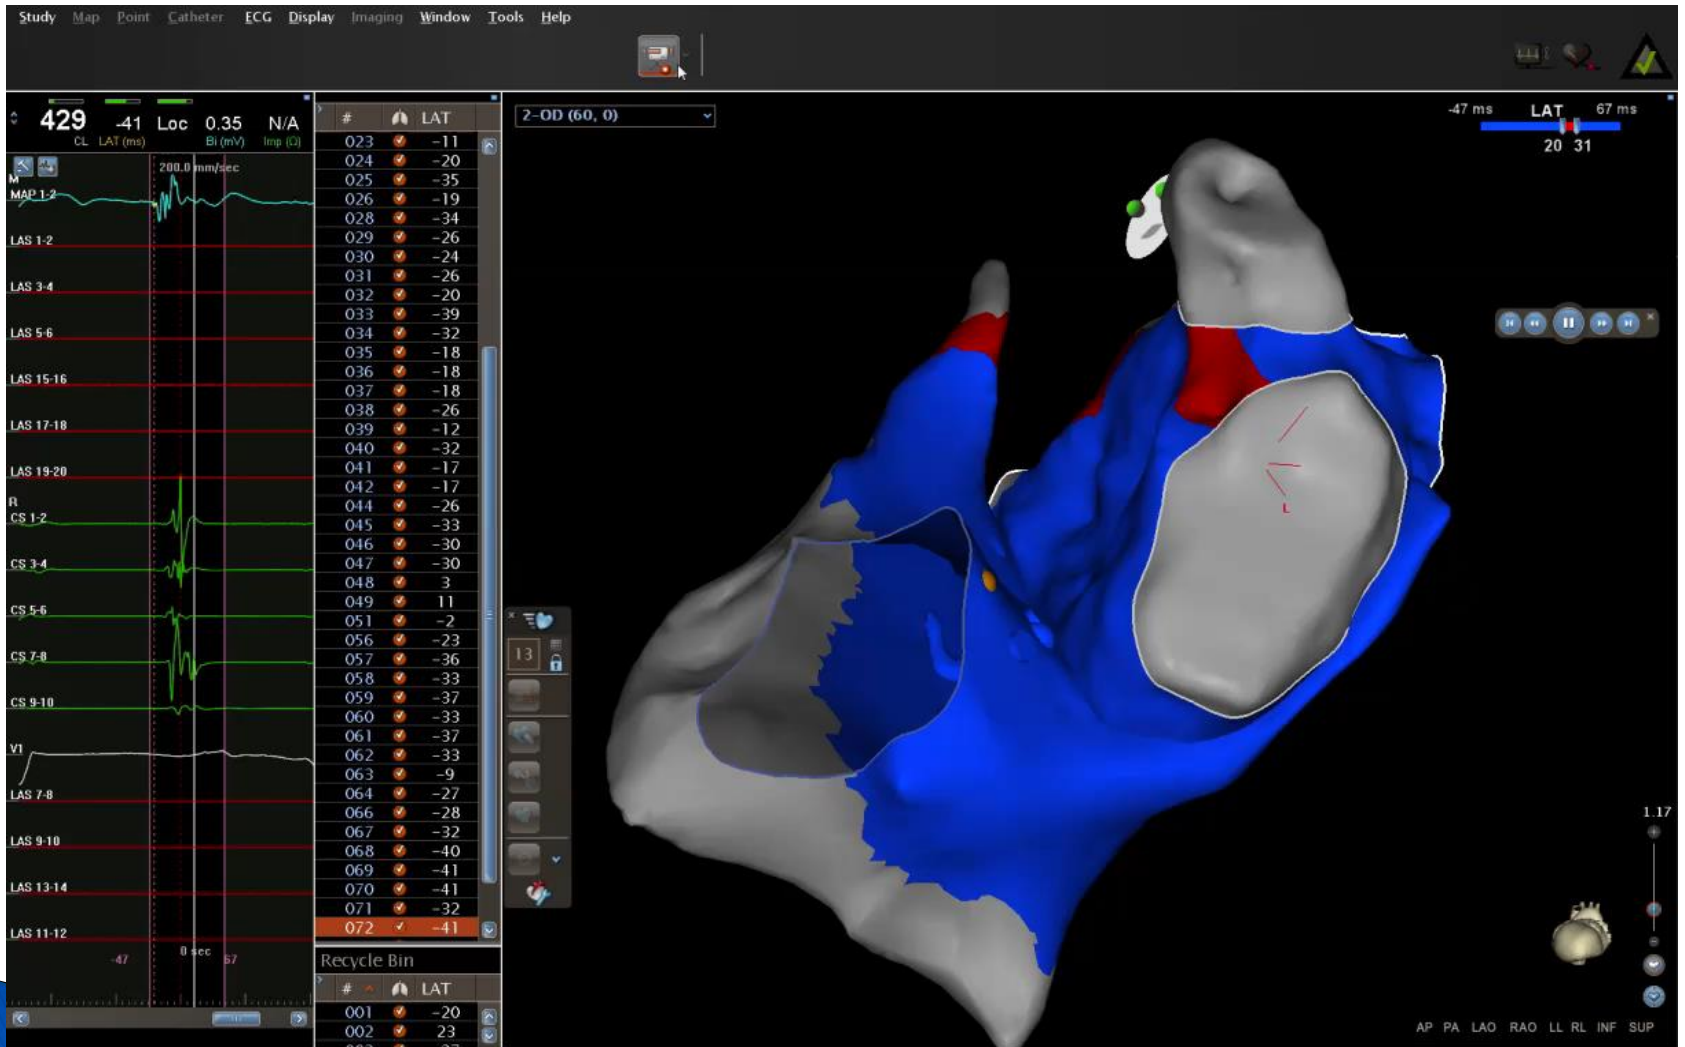 Study Map Point Catheter ECG Display Imaging Window Tools Help
429 -41 Loc 0.35 N/A
CL LAT (ms) Bi (mV) Imp (Ω)
200.0 mm/sec
M
MAP 1-2
LAS 1-2
LAS 3-4
LAS 5-6
LAS 15-16
LAS 17-18
LAS 19-20
R
CS 1-2
CS 3-4
CS 5-6
CS 7-8
CS 9-10
V1
LAS 7-8
LAS 9-10
LAS 13-14
LAS 11-12
-47 0 sec 67
# LAT
023 -11
024 -20
025 -35
026 -19
028 -34
029 -26
030 -24
031 -26
032 -20
033 -39
034 -32
035 -18
036 -18
037 -18
038 -26
039 -12
040 -32
041 -17
042 -17
044 -26
045 -33
046 -30
047 -30
048 3
049 11
051 -2
056 -23
057 -36
058 -33
059 -37
060 -33
061 -37
062 -33
063 -9
064 -27
066 -28
067 -32
068 -40
069 -41
070 -41
071 -32
072 -41
Recycle Bin
# LAT
001 -20
002 23
2-OD (60, 0)
-47 ms LAT 67 ms
20 31
L
13
1.17
AP PA LAO RAO LL RL INF SUP